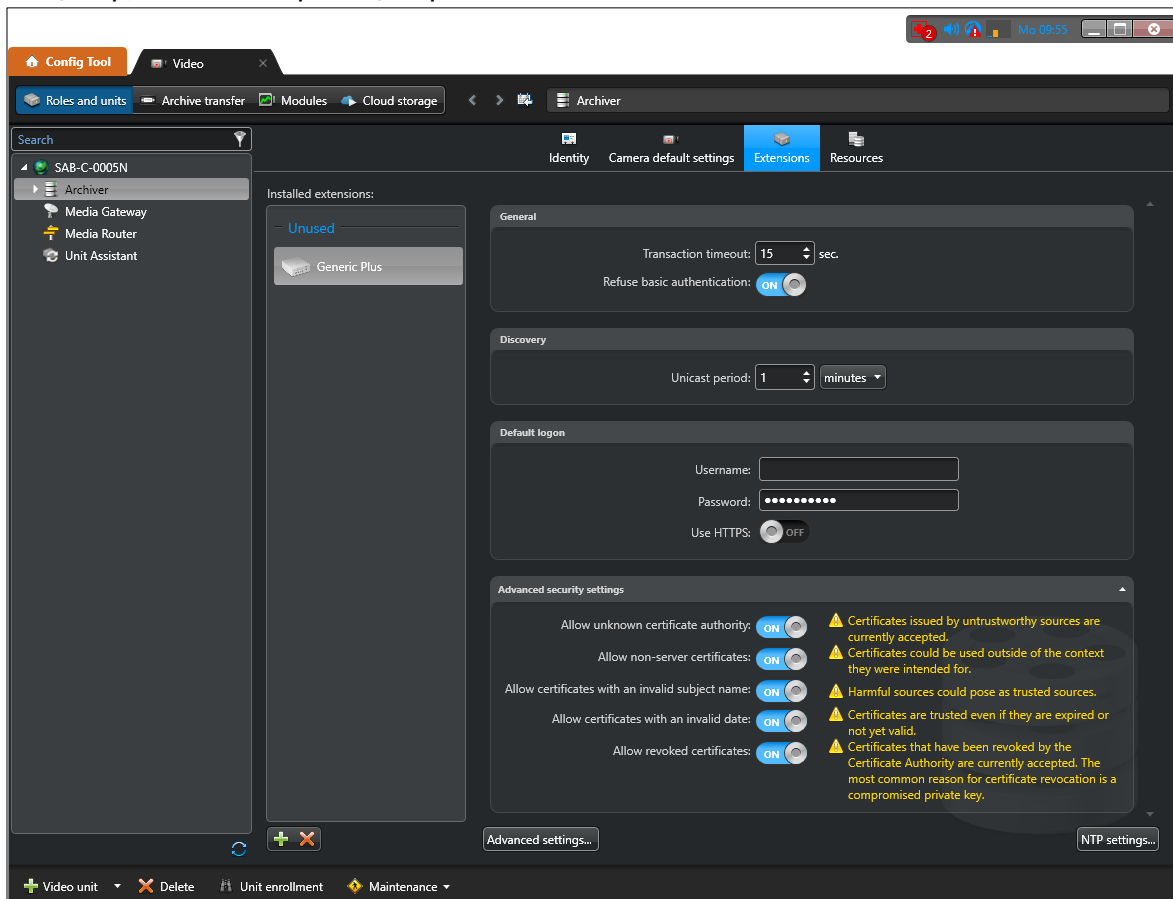 2
Mo 09:55
Config Tool
Video
Roles and units
Archive transfer
Modules
Cloud storage
Archiver
Search
Identity
Camera default settings
Extensions
Resources
SAB-C-0005N
Archiver
Media Gateway
Media Router
Unit Assistant
Installed extensions:
Unused
Generic Plus
General
Transaction timeout: 15 sec.
Refuse basic authentication: ON
Discovery
Unicast period: 1 minutes
Default logon
Username:
Password: ••••••••••
Use HTTPS: OFF
Advanced security settings
Allow unknown certificate authority: ON
Certificates issued by untrustworthy sources are
currently accepted.
Allow non-server certificates: ON
Certificates could be used outside of the context
they were intended for.
Allow certificates with an invalid subject name: ON
Harmful sources could pose as trusted sources.
Allow certificates with an invalid date: ON
Certificates are trusted even if they are expired or
not yet valid.
Allow revoked certificates: ON
Certificates that have been revoked by the
Certificate Authority are currently accepted. The
most common reason for certificate revocation is a
compromised private key.
Advanced settings...
NTP settings...
Video unit
Delete
Unit enrollment
Maintenance